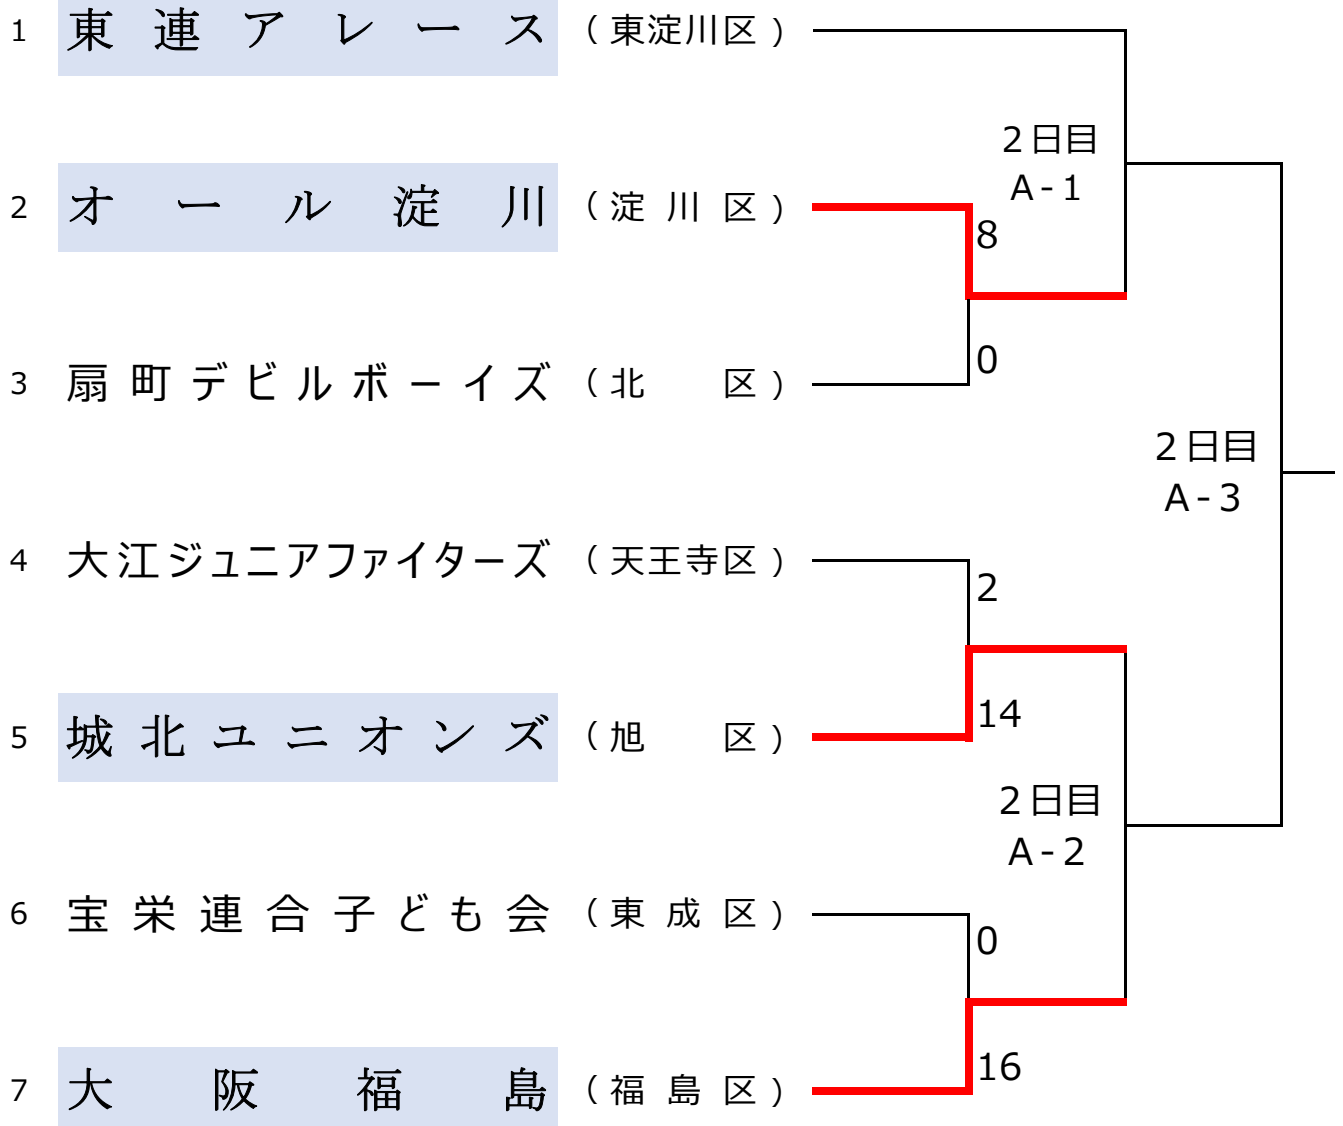 1 東連アレース （東淀川区）
2日目
A-1
2 オール淀川 （淀川区）
8
3 扇町デビルボーイズ （北区）
0
2日目
A-3
4 大江ジュニアファイターズ （天王寺区）
2
5 城北ユニオンズ （旭区）
14
2日目
A-2
6 宝栄連合子ども会 （東成区）
0
7 大阪福島 （福島区）
16